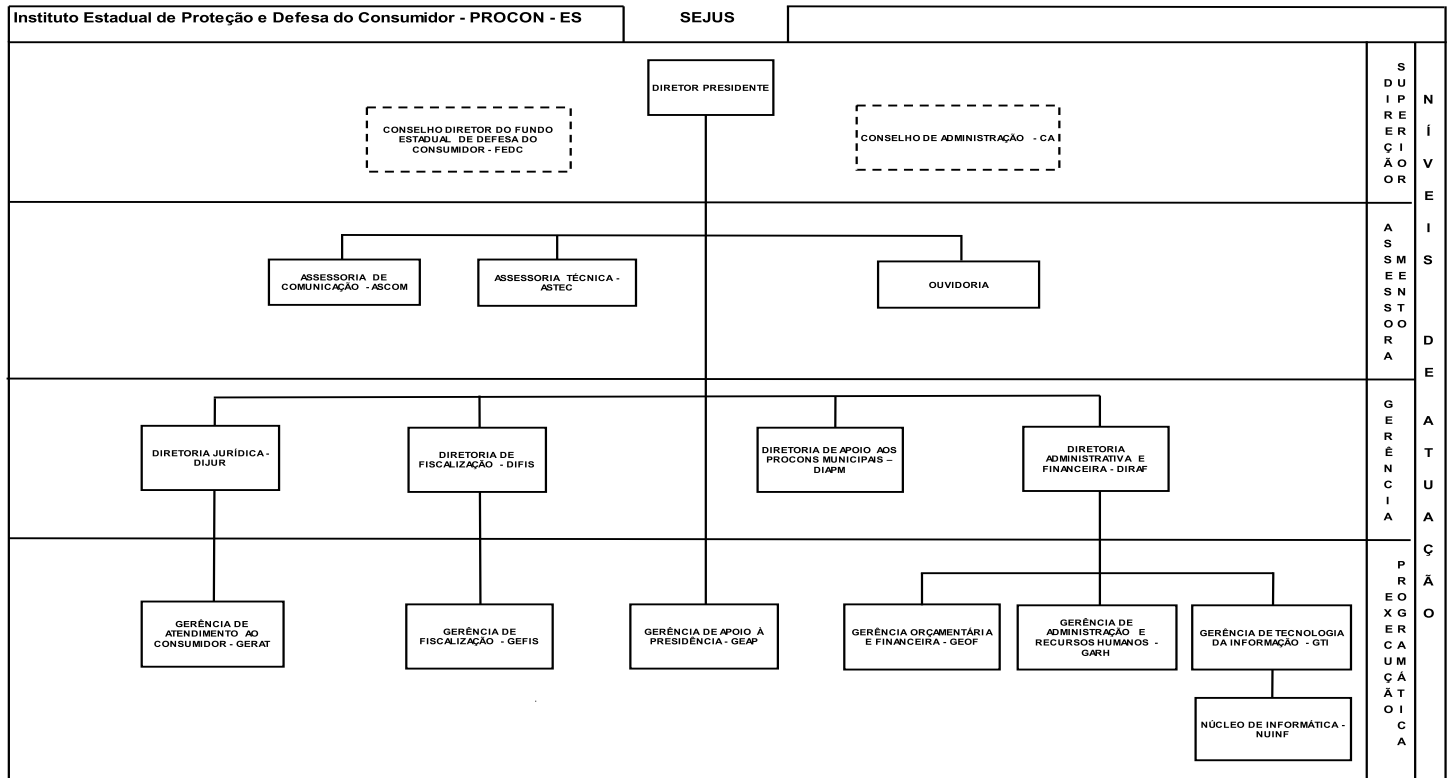 Instituto Estadual de Proteção e Defesa do Consumidor - PROCON - ES
SEJUS
DIRETOR PRESIDENTE
CONSELHO DIRETOR DO FUNDO
ESTADUAL DE DEFESA DO
CONSUMIDOR - FEDC
CONSELHO DE ADMINISTRAÇÃO - CA
DIREÇÃO
SUPERIOR
NÍVEIS DE ATUAÇÃO
ASSESSORIA DE
COMUNICAÇÃO - ASCOM
ASSESSORIA TÉCNICA -
ASTEC
OUVIDORIA
ASSESSORA
MENTO
DIRETORIA JURÍDICA -
DIJUR
DIRETORIA DE
FISCALIZAÇÃO - DIFIS
DIRETORIA DE APOIO AOS
PROCONS MUNICIPAIS –
DIAPM
DIRETORIA
ADMINISTRATIVA E
FINANCEIRA - DIRAF
GERÊNCIA
GERÊNCIA DE
ATENDIMENTO AO
CONSUMIDOR - GERAT
GERÊNCIA DE
FISCALIZAÇÃO - GEFIS
GERÊNCIA DE APOIO À
PRESIDÊNCIA - GEAP
GERÊNCIA ORÇAMENTÁRIA
E FINANCEIRA - GEOF
GERÊNCIA DE
ADMINISTRAÇÃO E
RECURSOS HUMANOS -
GARH
GERÊNCIA DE TECNOLOGIA
DA INFORMAÇÃO - GTI
NÚCLEO DE INFORMÁTICA -
NUINF
EXECUÇÃO
PROGRAMÁTICA